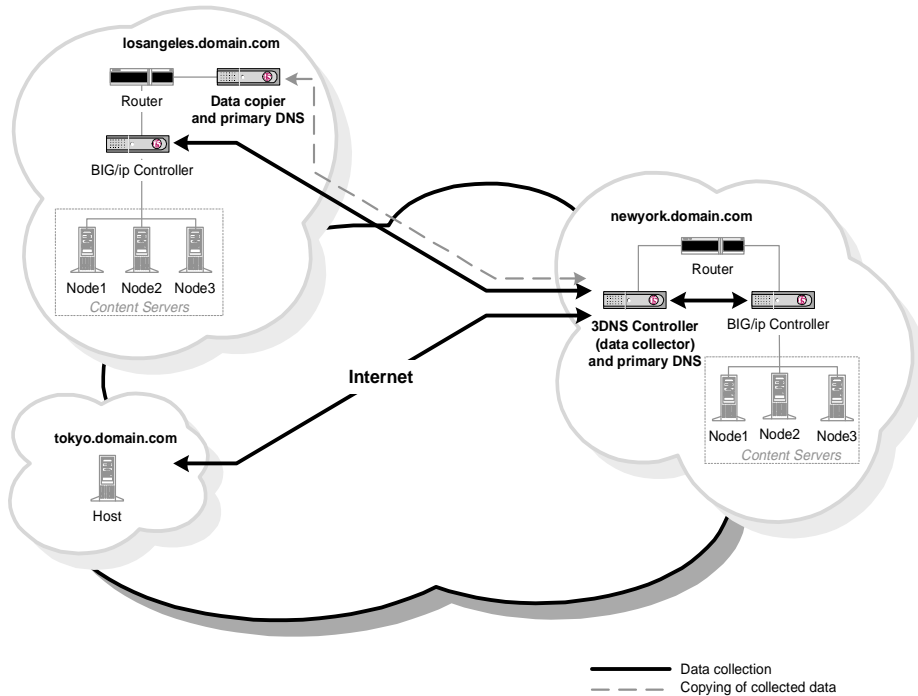 losangeles.domain.com
Router
Data copier
and primary DNS
BIG/ip Controller
Node1
Node2
Node3
Content Servers
newyork.domain.com
Router
3DNS Controller
(data collector)
and primary DNS
BIG/ip Controller
Node1
Node2
Node3
Content Servers
Internet
tokyo.domain.com
Host
Data collection
Copying of collected data